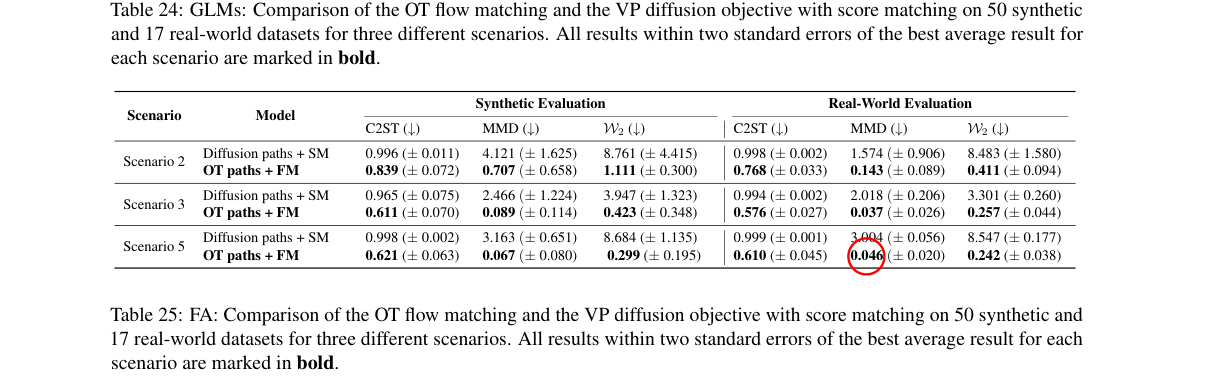 Table 24: GLMs: Comparison of the OT flow matching and the VP diffusion objective with score matching on 50 synthetic
and 17 real-world datasets for three different scenarios. All results within two standard errors of the best average result for
each scenario are marked in bold.
Scenario Model Synthetic Evaluation Real-World Evaluation
C2ST (↓) MMD (↓) W₂ (↓) C2ST (↓) MMD (↓) W₂ (↓)
Scenario 2 Diffusion paths + SM 0.996 (± 0.011) 4.121 (± 1.625) 8.761 (± 4.415) 0.998 (± 0.002) 1.574 (± 0.906) 8.483 (± 1.580)
OT paths + FM 0.839 (± 0.072) 0.707 (± 0.658) 1.111 (± 0.300) 0.768 (± 0.033) 0.143 (± 0.089) 0.411 (± 0.094)
Scenario 3 Diffusion paths + SM 0.965 (± 0.075) 2.466 (± 1.224) 3.947 (± 1.323) 0.994 (± 0.002) 2.018 (± 0.206) 3.301 (± 0.260)
OT paths + FM 0.611 (± 0.070) 0.089 (± 0.114) 0.423 (± 0.348) 0.576 (± 0.027) 0.037 (± 0.026) 0.257 (± 0.044)
Scenario 5 Diffusion paths + SM 0.998 (± 0.002) 3.163 (± 0.651) 8.684 (± 1.135) 0.999 (± 0.001) 3.004 (± 0.056) 8.547 (± 0.177)
OT paths + FM 0.621 (± 0.063) 0.067 (± 0.080) 0.299 (± 0.195) 0.610 (± 0.045) 0.046 (± 0.020) 0.242 (± 0.038)
Table 25: FA: Comparison of the OT flow matching and the VP diffusion objective with score matching on 50 synthetic and
17 real-world datasets for three different scenarios. All results within two standard errors of the best average result for each
scenario are marked in bold.